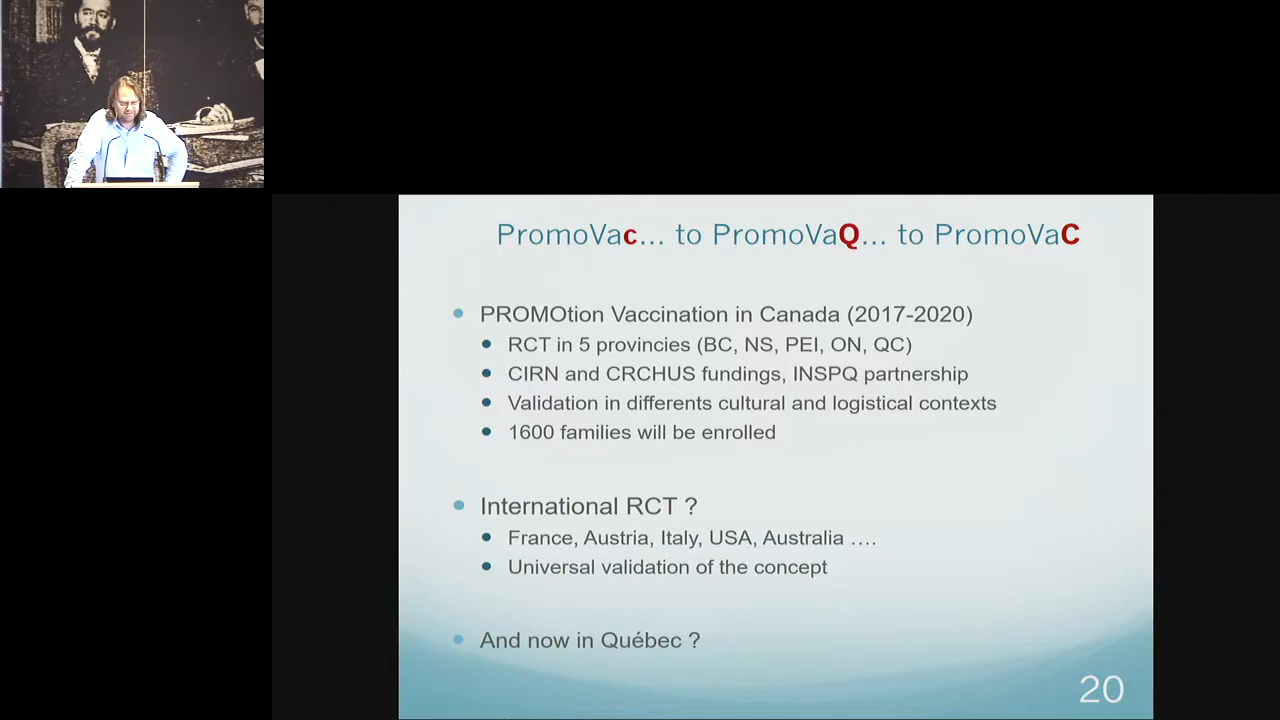 PromoVac... to PromoVaQ... to PromoVaC
PROMOtion Vaccination in Canada (2017-2020)
RCT in 5 provinces (BC, NS, PEI, ON, QC)
CIRN and CRCHUS fundings, INSPQ partnership
Validation in differents cultural and logistical contexts
1600 families will be enrolled
International RCT ?
France, Austria, Italy, USA, Australia ....
Universal validation of the concept
And now in Québec ?
20